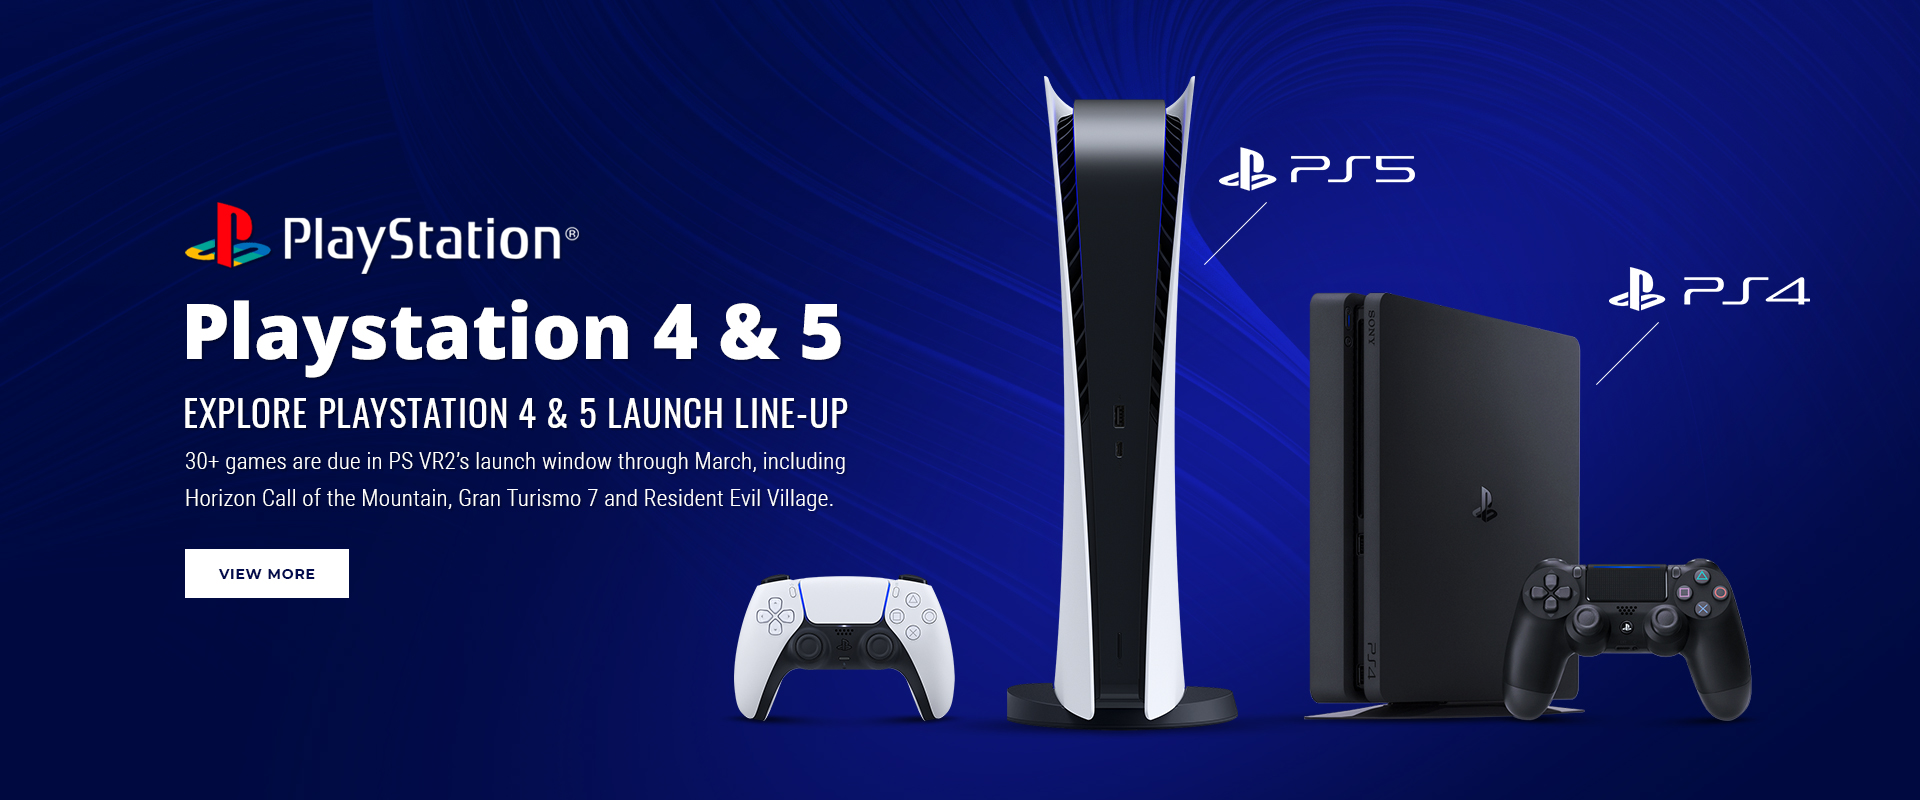 PlayStation®
Playstation 4 & 5
EXPLORE PLAYSTATION 4 & 5 LAUNCH LINE-UP
30+ games are due in PS VR2’s launch window through March, including
Horizon Call of the Mountain, Gran Turismo 7 and Resident Evil Village.
VIEW MORE
PS5
PS4
SONY
PS4